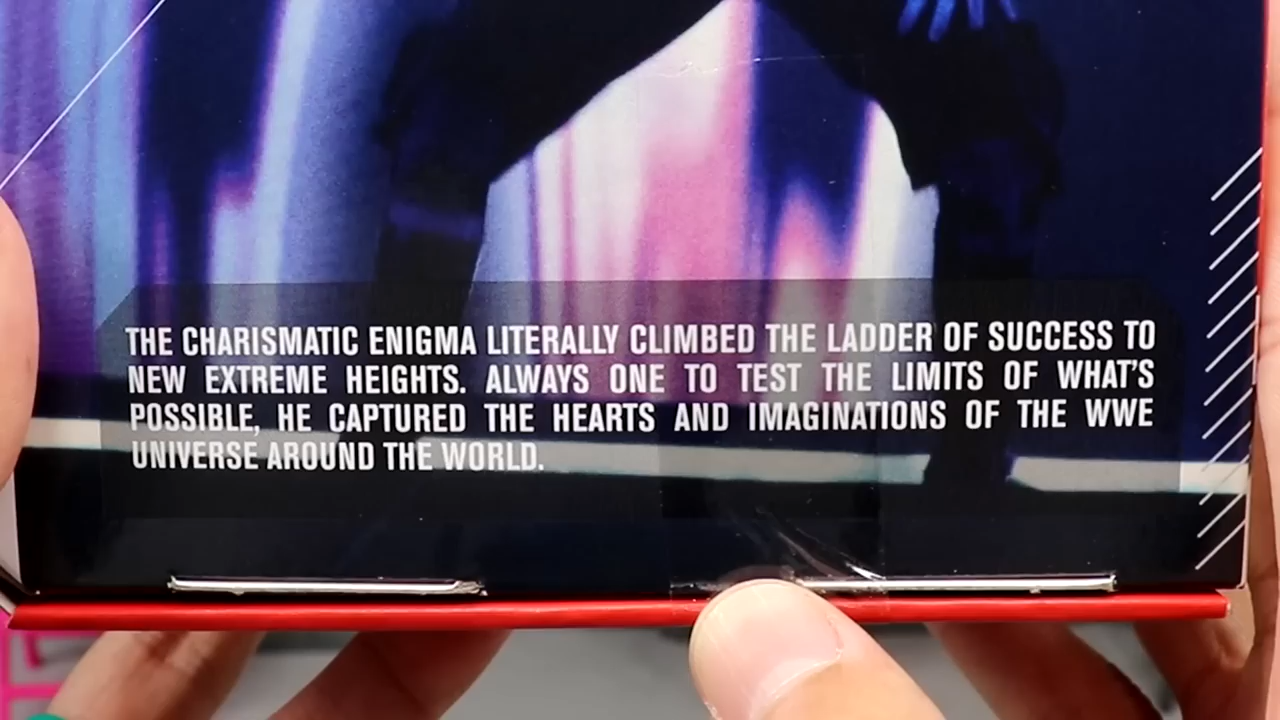 THE CHARISMATIC ENIGMA LITERALLY CLIMBED THE LADDER OF SUCCESS TO
NEW EXTREME HEIGHTS. ALWAYS ONE TO TEST THE LIMITS OF WHAT'S
POSSIBLE, HE CAPTURED THE HEARTS AND IMAGINATIONS OF THE WWE
UNIVERSE AROUND THE WORLD.